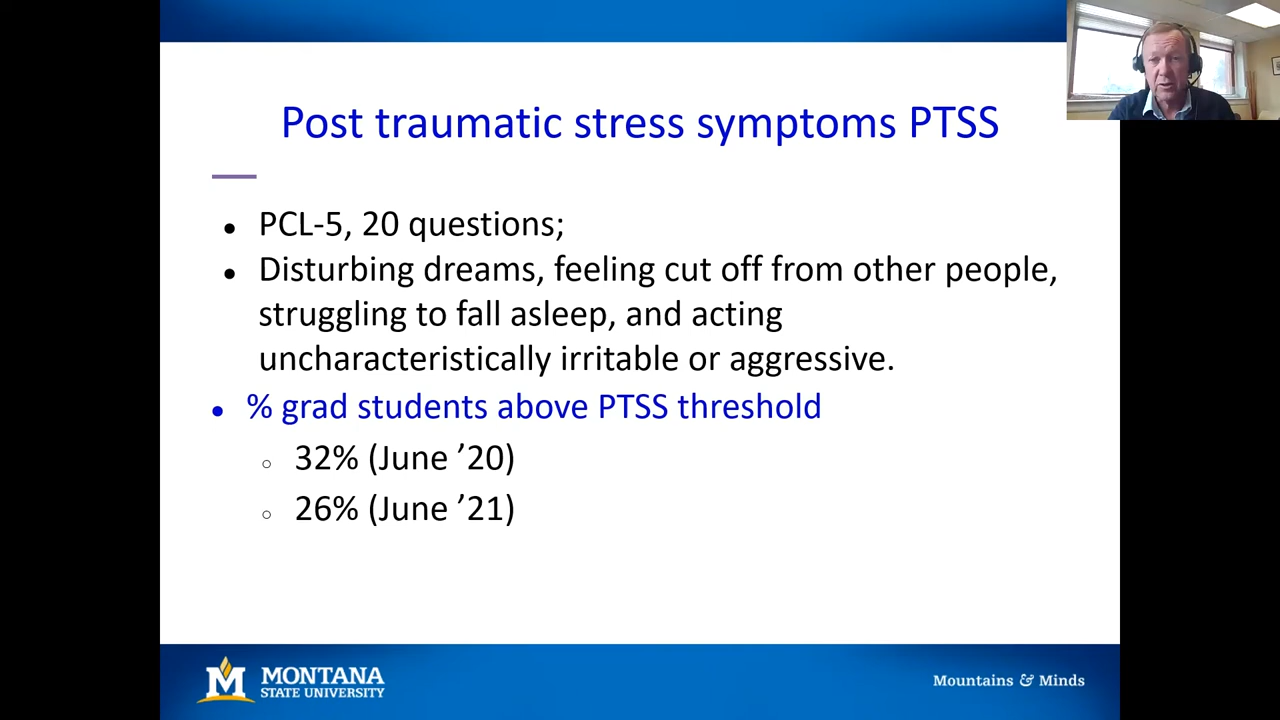 Post traumatic stress symptoms PTSS
• PCL-5, 20 questions;
• Disturbing dreams, feeling cut off from other people,
struggling to fall asleep, and acting
uncharacteristically irritable or aggressive.
• % grad students above PTSS threshold
○ 32% (June ’20)
○ 26% (June ’21)
M MONTANA
STATE UNIVERSITY
Mountains & Minds